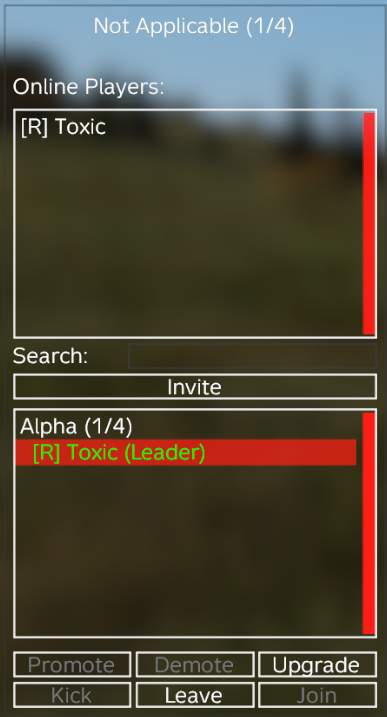 Not Applicable (1/4)
Online Players:
[R] Toxic
Search:
Invite
Alpha (1/4)
[R] Toxic (Leader)
Promote Demote Upgrade
Kick Leave Join